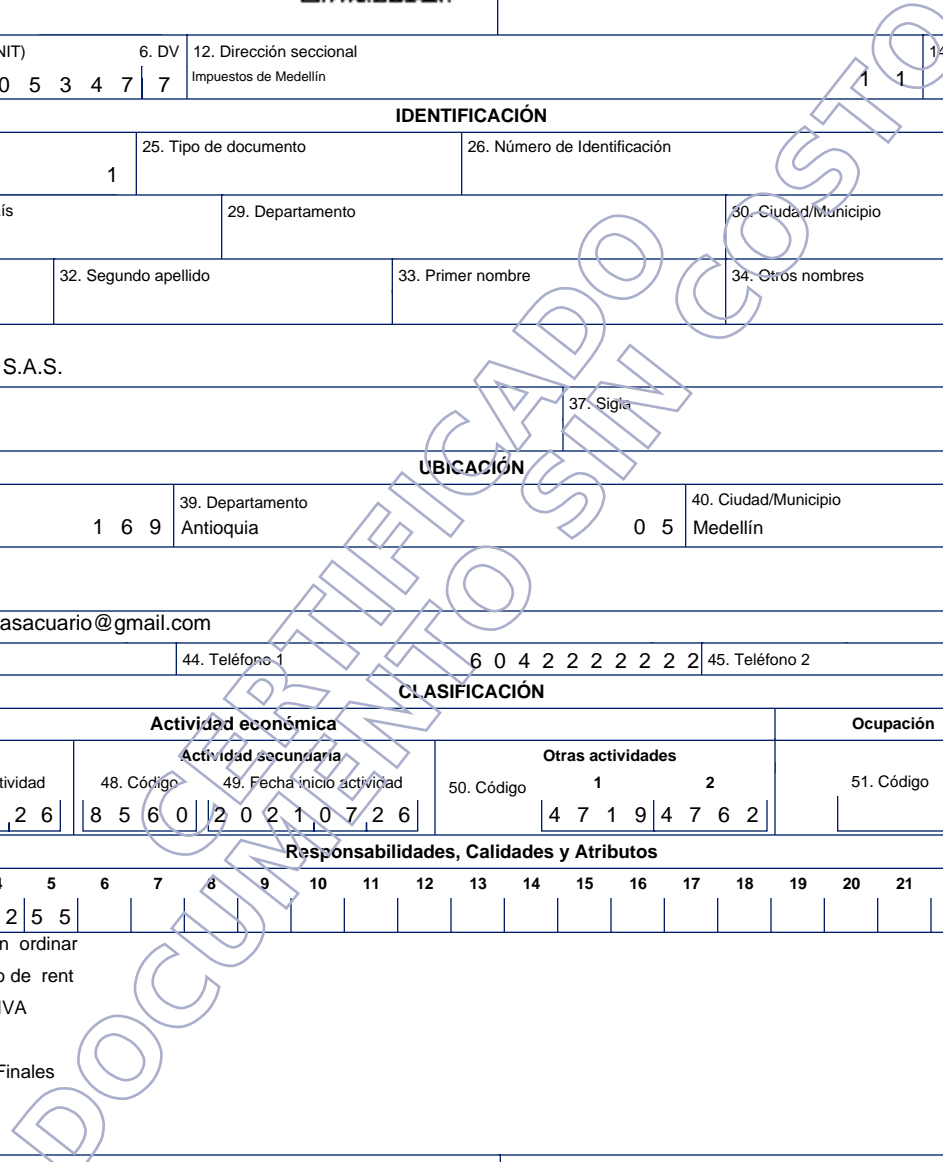 NIT) 6. DV 12. Dirección seccional 14
0 5 3 4 7 7 Impuestos de Medellín 1 1
IDENTIFICACIÓN
25. Tipo de documento 26. Número de Identificación
1
ís 29. Departamento 30. Ciudad/Municipio
32. Segundo apellido 33. Primer nombre 34. Otros nombres
S.A.S.
37. Sigla
UBICACIÓN
39. Departamento 40. Ciudad/Municipio
1 6 9 Antioquia 0 5 Medellín
asacuario@gmail.com
44. Teléfono 1 6 0 4 2 2 2 2 2 2 2 45. Teléfono 2
CLASIFICACIÓN
Actividad económica Ocupación
Actividad secundaria Otras actividades
tividad 48. Código 49. Fecha inicio actividad 50. Código 1 2 51. Código
2 6 8 5 6 0 2 0 2 1 0 7 2 6 4 7 1 9 4 7 6 2
Responsabilidades, Calidades y Atributos
4 5 6 7 8 9 10 11 12 13 14 15 16 17 18 19 20 21
2 5 5
n ordinar
o de rent
IVA
Finales
CERTIFICADO
DOCUMENTO SIN COSTO